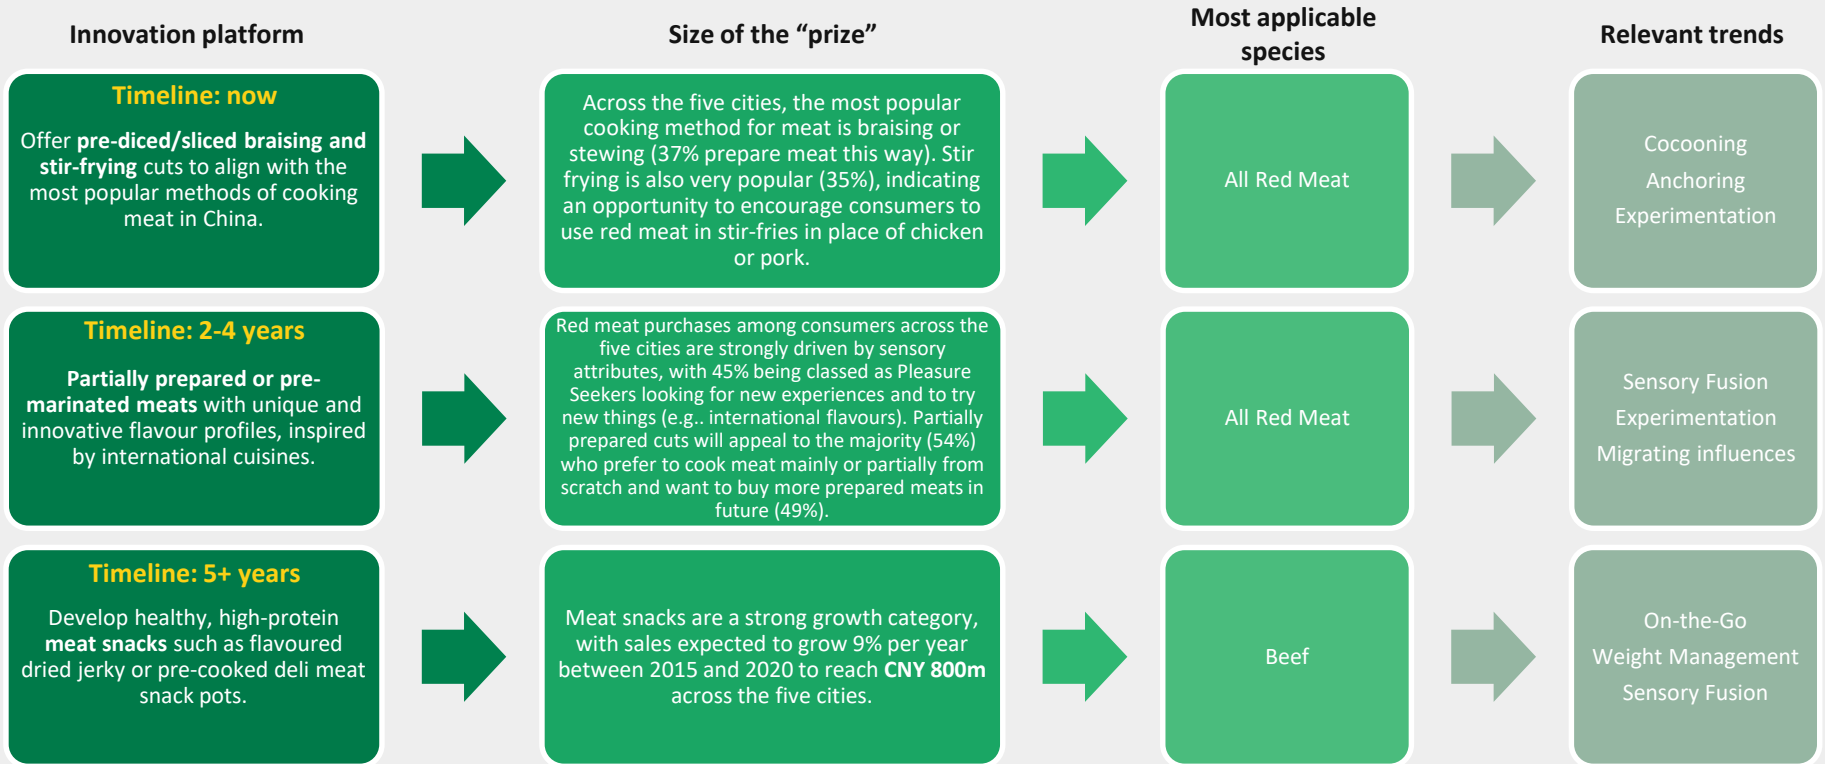 Innovation platform
Size of the “prize”
Most applicable
species
Relevant trends
Timeline: now
Offer pre-diced/sliced braising and
stir-frying cuts to align with the
most popular methods of cooking
meat in China.
Across the five cities, the most popular
cooking method for meat is braising or
stewing (37% prepare meat this way). Stir
frying is also very popular (35%), indicating
an opportunity to encourage consumers to
use red meat in stir-fries in place of chicken
or pork.
All Red Meat
Cocooning
Anchoring
Experimentation
Timeline: 2-4 years
Partially prepared or pre-
marinated meats with unique and
innovative flavour profiles, inspired
by international cuisines.
Red meat purchases among consumers across the
five cities are strongly driven by sensory
attributes, with 45% being classed as Pleasure
Seekers looking for new experiences and to try
new things (e.g.. international flavours). Partially
prepared cuts will appeal to the majority (54%)
who prefer to cook meat mainly or partially from
scratch and want to buy more prepared meats in
future (49%).
All Red Meat
Sensory Fusion
Experimentation
Migrating influences
Timeline: 5+ years
Develop healthy, high-protein
meat snacks such as flavoured
dried jerky or pre-cooked deli meat
snack pots.
Meat snacks are a strong growth category,
with sales expected to grow 9% per year
between 2015 and 2020 to reach CNY 800m
across the five cities.
Beef
On-the-Go
Weight Management
Sensory Fusion